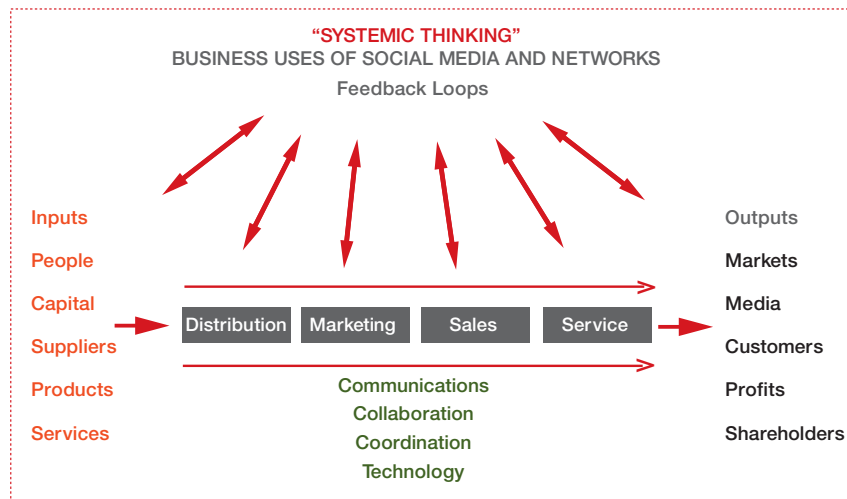 “SYSTEMIC THINKING”
BUSINESS USES OF SOCIAL MEDIA AND NETWORKS
Feedback Loops
Inputs
People
Capital
Suppliers
Products
Services
Distribution
Marketing
Sales
Service
Communications
Collaboration
Coordination
Technology
Outputs
Markets
Media
Customers
Profits
Shareholders